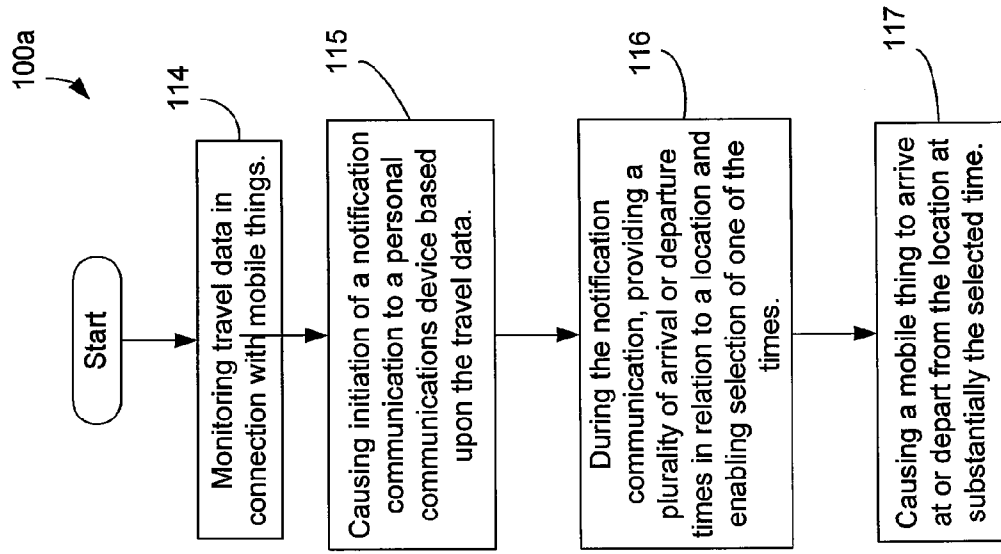 100a
Start
114
Monitoring travel data in
connection with mobile things.
115
Causing initiation of a notification
communication to a personal
communications device based
upon the travel data.
116
During the notification
communication, providing a
plurality of arrival or departure
times in relation to a location and
enabling selection of one of the
times.
117
Causing a mobile thing to arrive
at or depart from the location at
substantially the selected time.